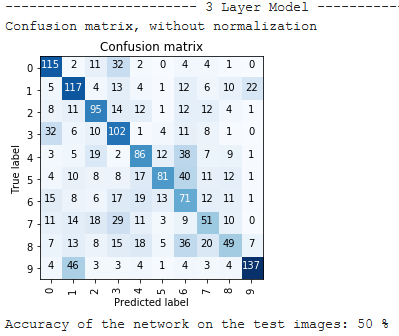 ------------------------ 3 Layer Model -----------
Confusion matrix, without normalization
Confusion matrix
0 115 2 11 32 2 0 4 4 1 0
1 5 117 4 13 4 1 12 6 10 22
2 8 11 95 14 12 1 12 12 4 1
3 32 6 10 102 1 4 11 8 1 0
4 3 5 19 2 86 12 38 7 9 1
5 4 10 8 8 17 81 40 11 12 1
6 15 8 6 17 19 13 71 12 11 1
7 11 14 18 29 11 3 9 51 10 0
8 7 13 8 15 18 5 36 20 49 7
9 4 46 3 3 4 1 4 3 4 137
True label
0 1 2 3 4 5 6 7 8 9
Predicted label
Accuracy of the network on the test images: 50 %